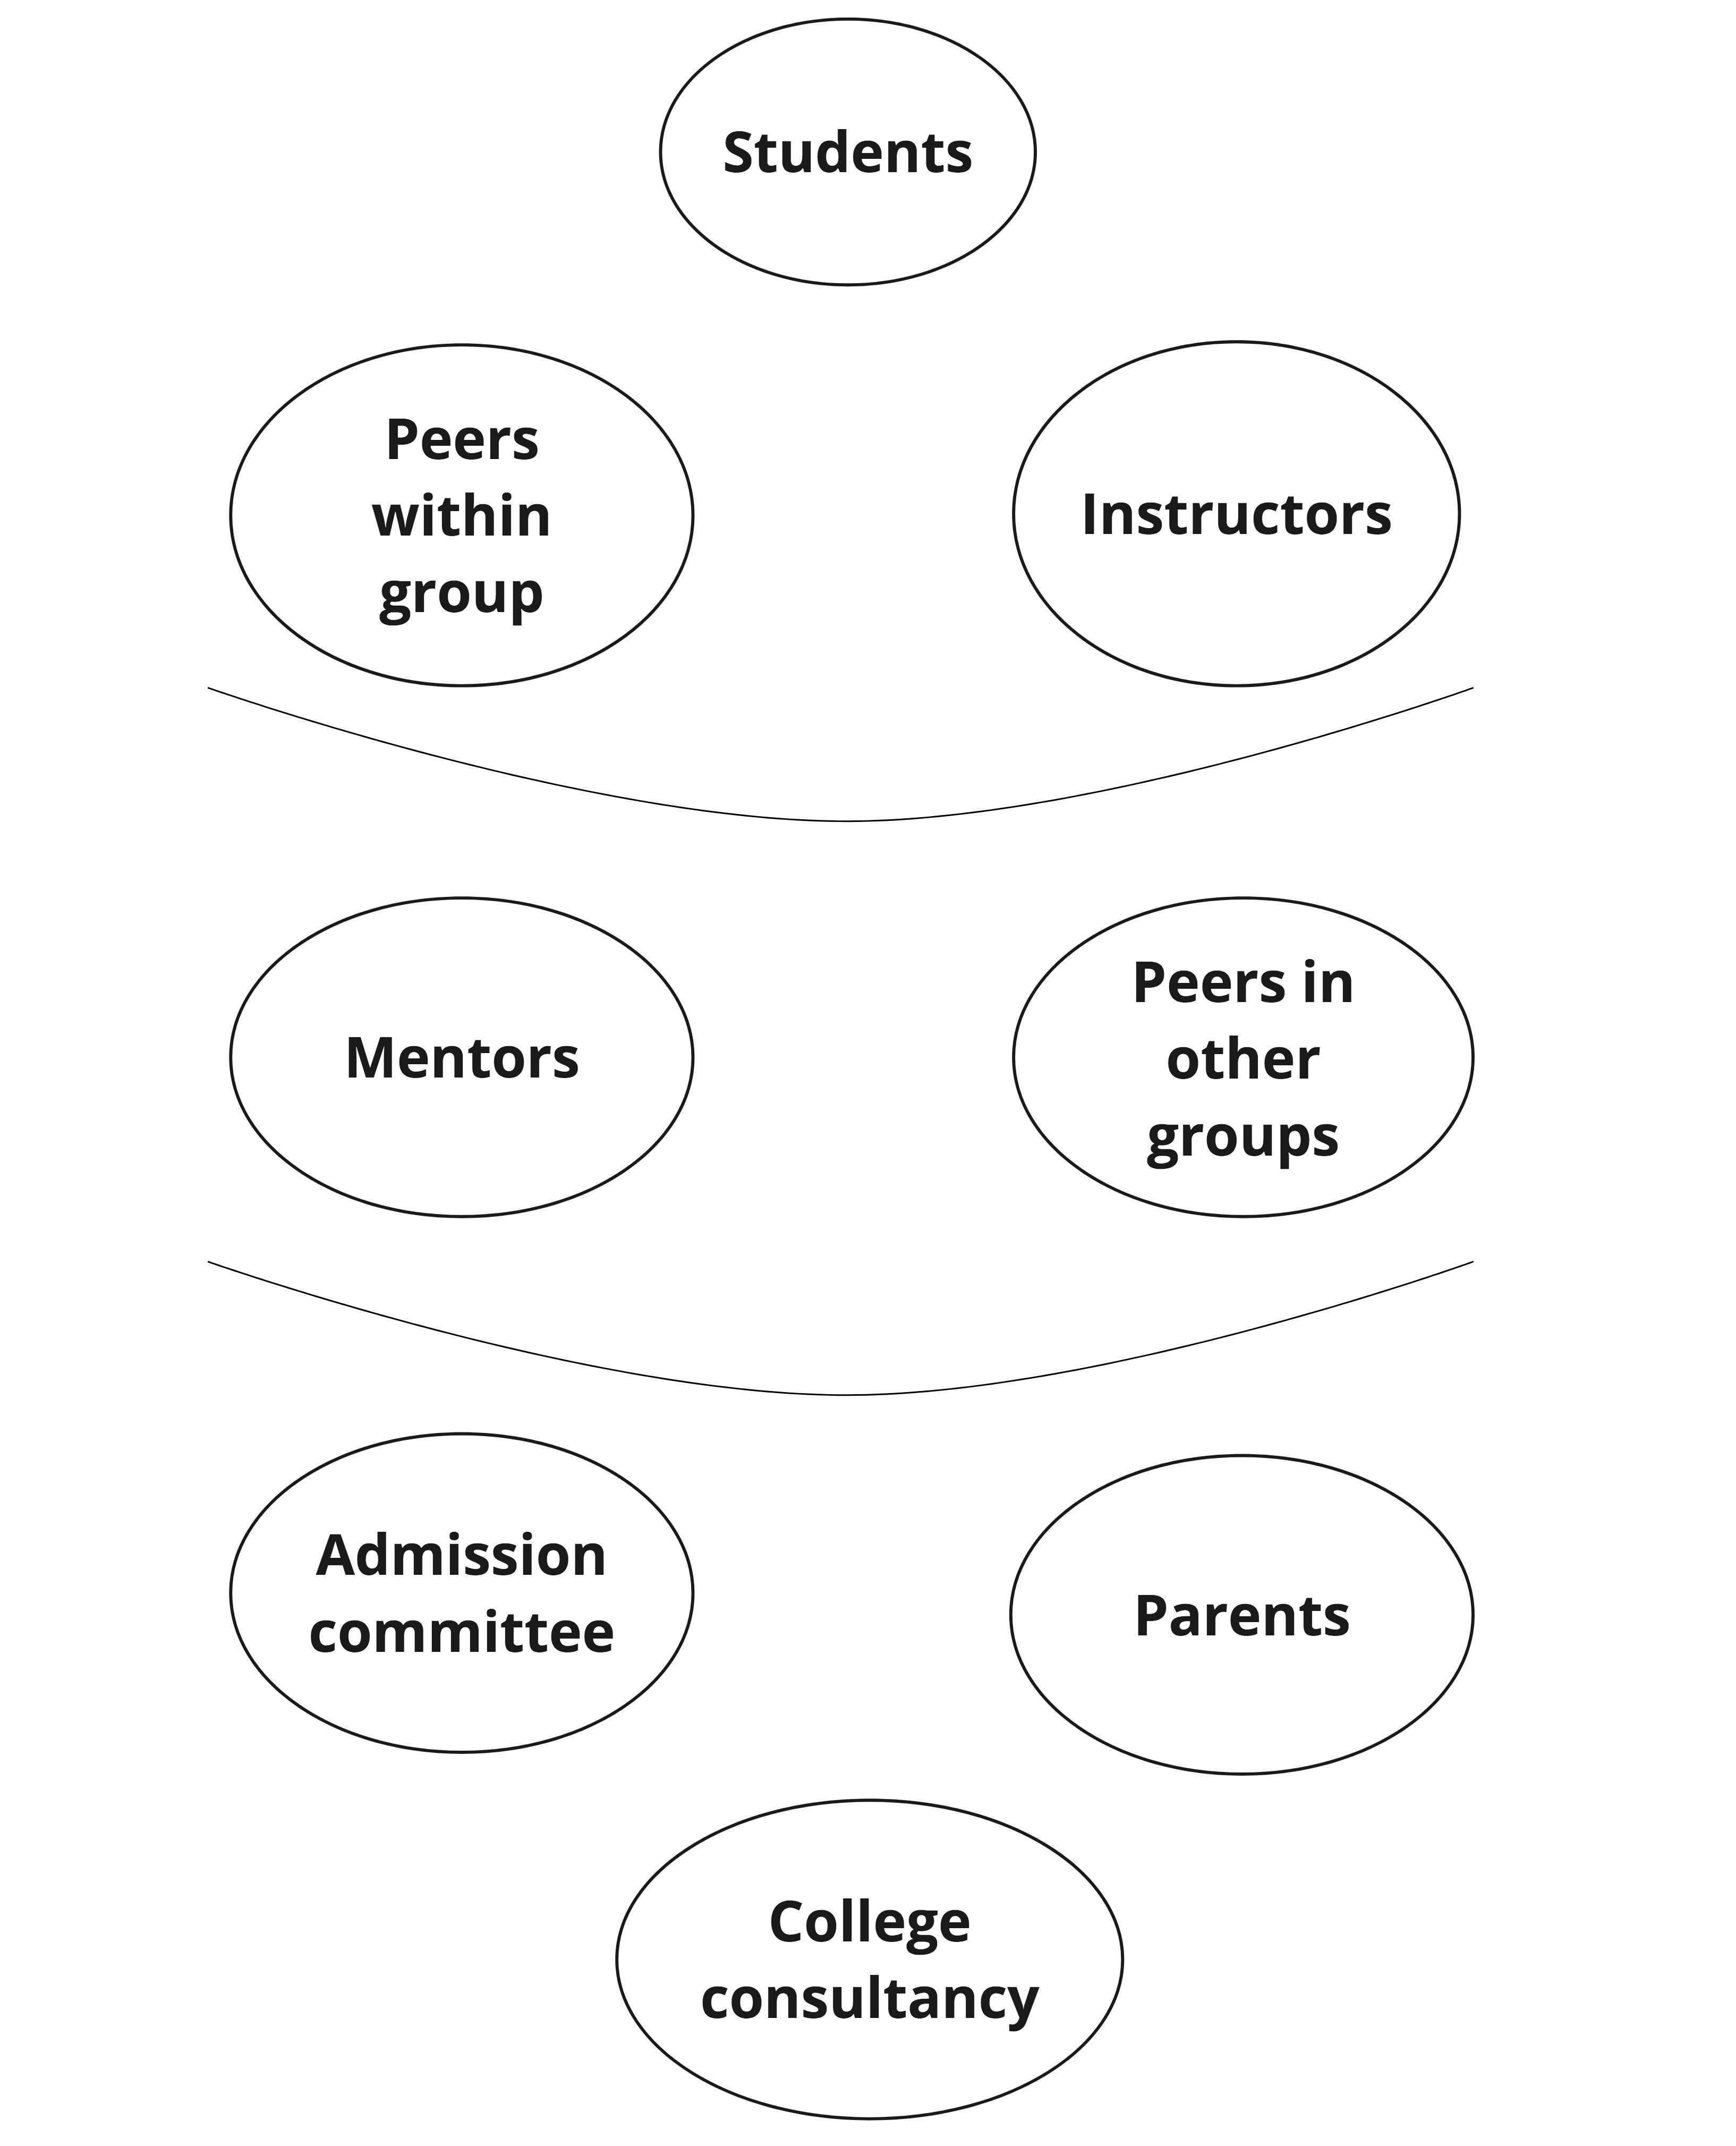 Students
Peers
within
group
Instructors
Mentors
Peers in
other
groups
Admission
committee
Parents
College
consultancy